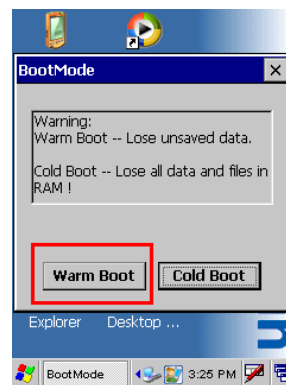 BootMode
Warning:
Warm Boot -- Lose unsaved data.
Cold Boot -- Lose all data and files in
RAM !
Warm Boot
Cold Boot
Explorer
Desktop ...
BootMode
3:25 PM